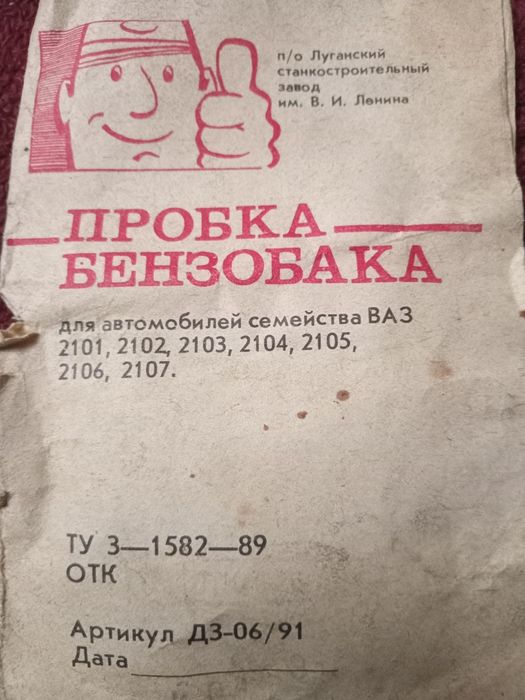 п/о Луганский
станкостроительный
завод
им. В. И. Ленина
ПРОБКА
БЕНЗОБАКА
для автомобилей семейства ВАЗ
2101, 2102, 2103, 2104, 2105,
2106, 2107.
ТУ 3—1582—89
ОТК
Артикул ДЗ-06/91
Дата